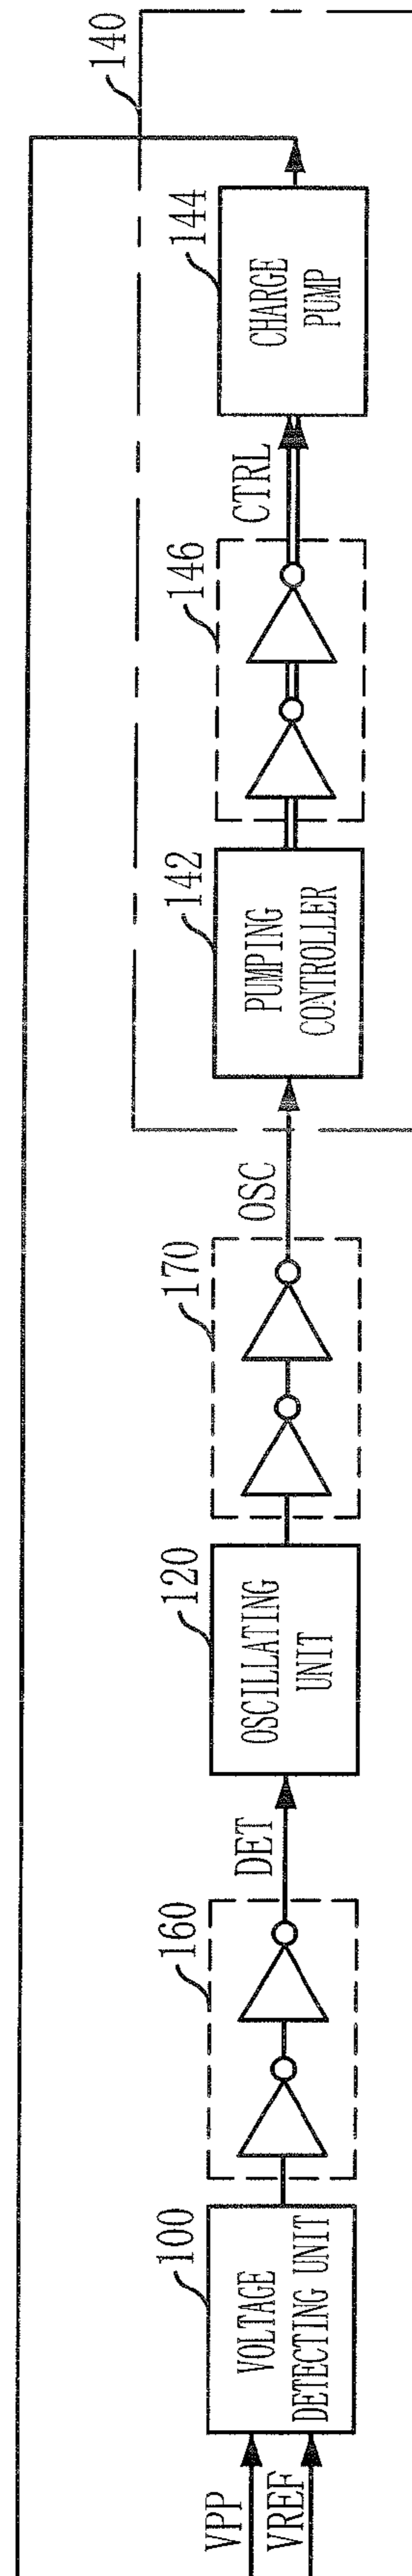 VPP
VREF
100
VOLTAGE
DETECTING UNIT
160
DET
120
OSCILLATING
UNIT
170
OSC
140
142
PUMPING
CONTROLLER
146
CTRL
144
CHARGE
PUMP